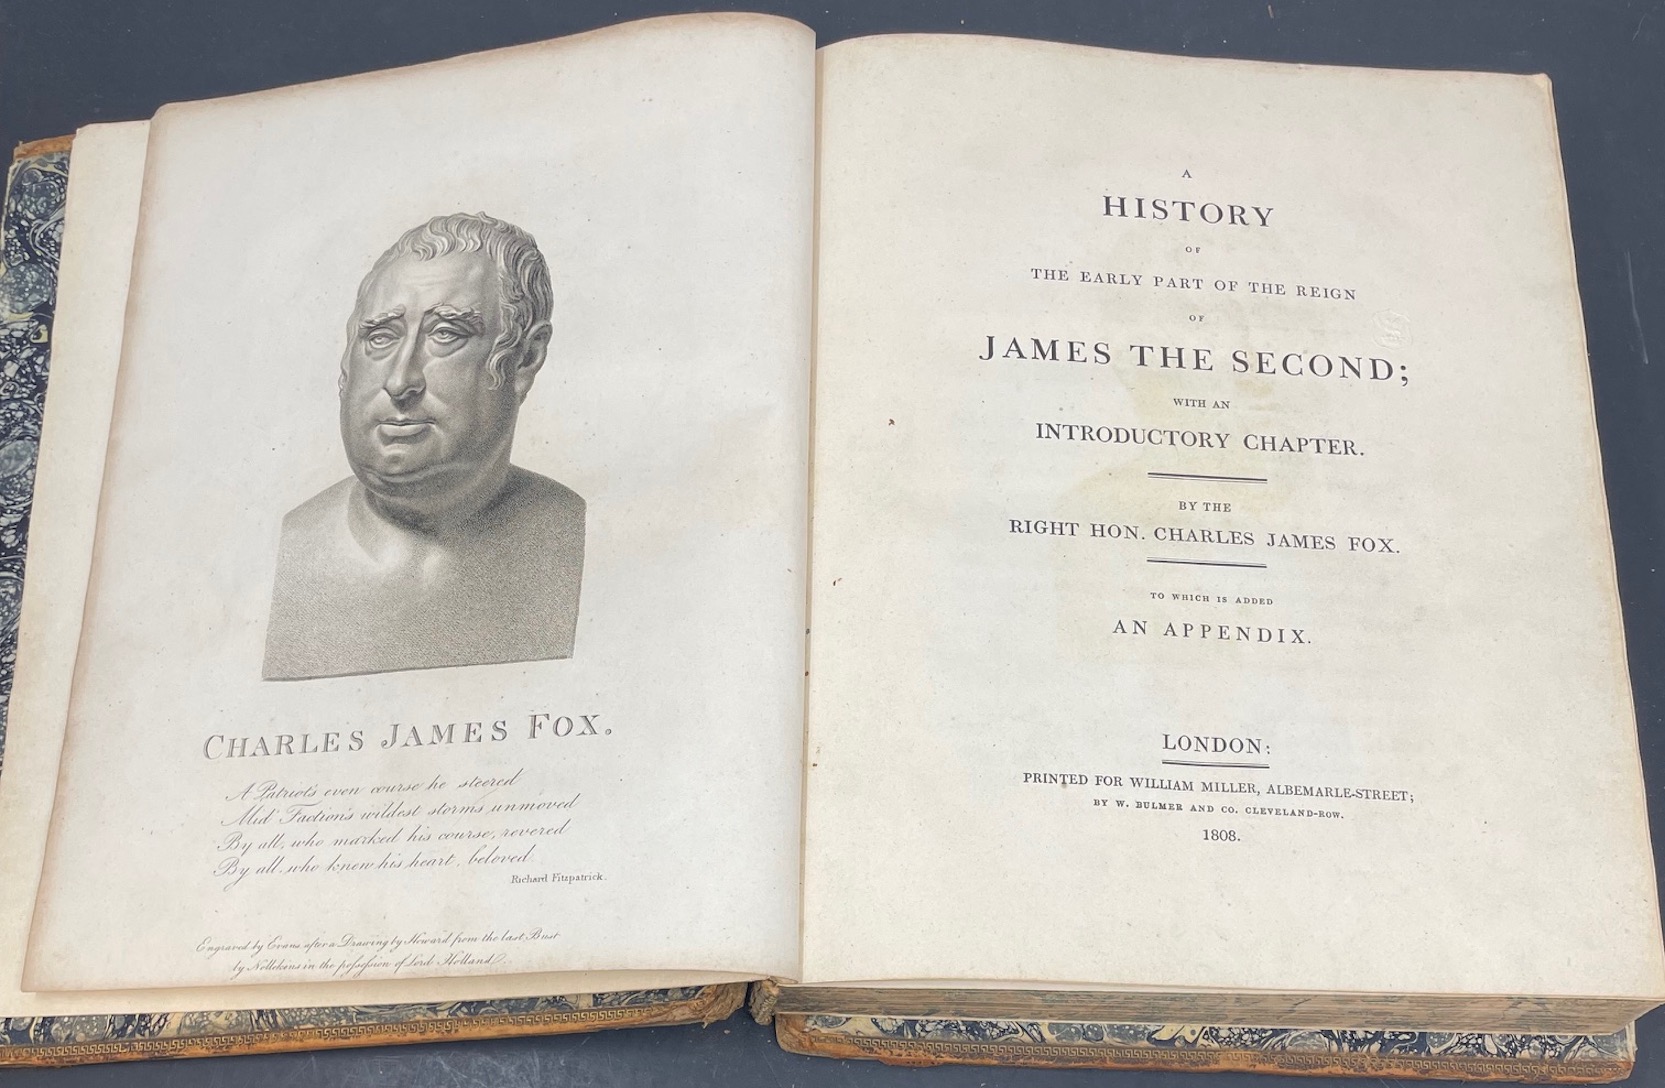 CHARLES JAMES FOX.
A Patriot's even course he steered
Mid' Faction's wildest storms unmoved
By all, who marked his course, revered
By all, who knew his heart, beloved.
Richard Fitzpatrick.
Engraved by Evans after a Drawing by Howard from the last Bust
by Nollekins in the possession of Lord Holland.
A
HISTORY
OF
THE EARLY PART OF THE REIGN
OF
JAMES THE SECOND;
WITH AN
INTRODUCTORY CHAPTER.
BY THE
RIGHT HON. CHARLES JAMES FOX.
TO WHICH IS ADDED
AN APPENDIX.
LONDON:
PRINTED FOR WILLIAM MILLER, ALBEMARLE-STREET;
BY W. BULMER AND CO. CLEVELAND-ROW.
1808.